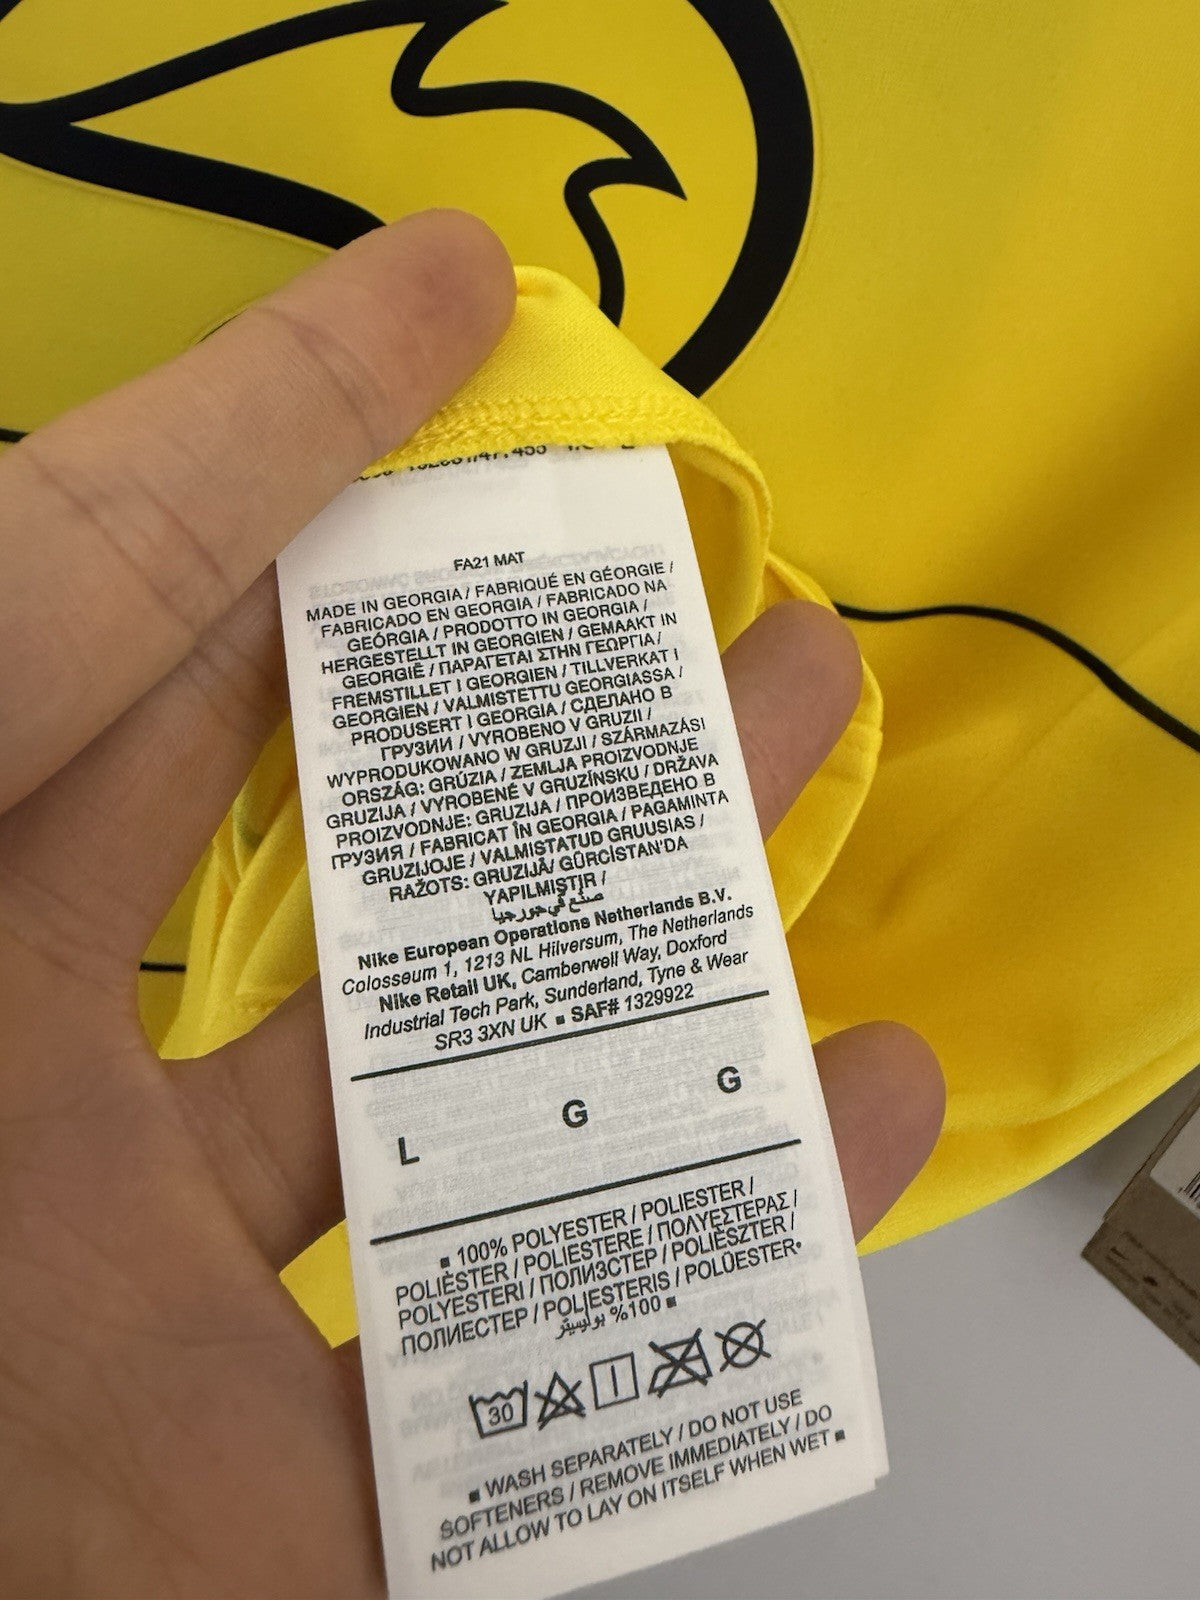 FA21 MAT
MADE IN GEORGIA / FABRIQUÉ EN GÉORGIE /
FABRICADO EN GEORGIA / FABRICADO NA
GEÓRGIA / PRODOTTO IN GEORGIA /
HERGESTELLT IN GEORGIEN / GEMAAKT IN
GEORGIË / ΠΑΡΑΓΕΤΑΙ ΣΤΗΝ ΓΕΩΡΓΙΑ /
FREMSTILLET I GEORGIEN / TILLVERKAT I
GEORGIEN / VALMISTETTU GEORGIASSA /
PRODUSERT I GEORGIA / СДЕЛАНО В
ГРУЗИИ / VYROBENO V GRUZII /
WYPRODUKOWANO W GRUZJI / SZÁRMAZÁSI
ORSZÁG: GRÚZIA / ZEMLJA PROIZVODNJE
GRUZIJA / VYROBENÉ V GRUZÍNSKU / DRŽAVA
PROIZVODNJE: GRUZIJA / ПРОИЗВЕДЕНО В
ГРУЗИЯ / FABRICAT ÎN GEORGIA / PAGAMINTA
GRUZIJOJE / VALMISTATUD GRUUSIAS /
RAŽOTS: GRUZIJĀ/ GÜRCİSTAN'DA
YAPILMIŞTIR /
صنع في جورجيا
Nike European Operations Netherlands B.V.
Colosseum 1, 1213 NL Hilversum, The Netherlands
Nike Retail UK, Camberwell Way, Doxford
Industrial Tech Park, Sunderland, Tyne & Wear
SR3 3XN UK ■ SAF# 1329922
L G G
■ 100% POLYESTER / POLIESTER /
POLIÈSTER / POLIESTERE / ΠΟΛΥΕΣΤΕΡΑΣ /
POLYESTERI / ПОЛИЭСТЕР / POLIÉSZTER /
ПОЛИЕСТЕР / POLIESTERIS / POLÜESTER•
بوليستر %100 ■
30
■ WASH SEPARATELY / DO NOT USE
SOFTENERS / REMOVE IMMEDIATELY / DO
NOT ALLOW TO LAY ON ITSELF WHEN WET ■